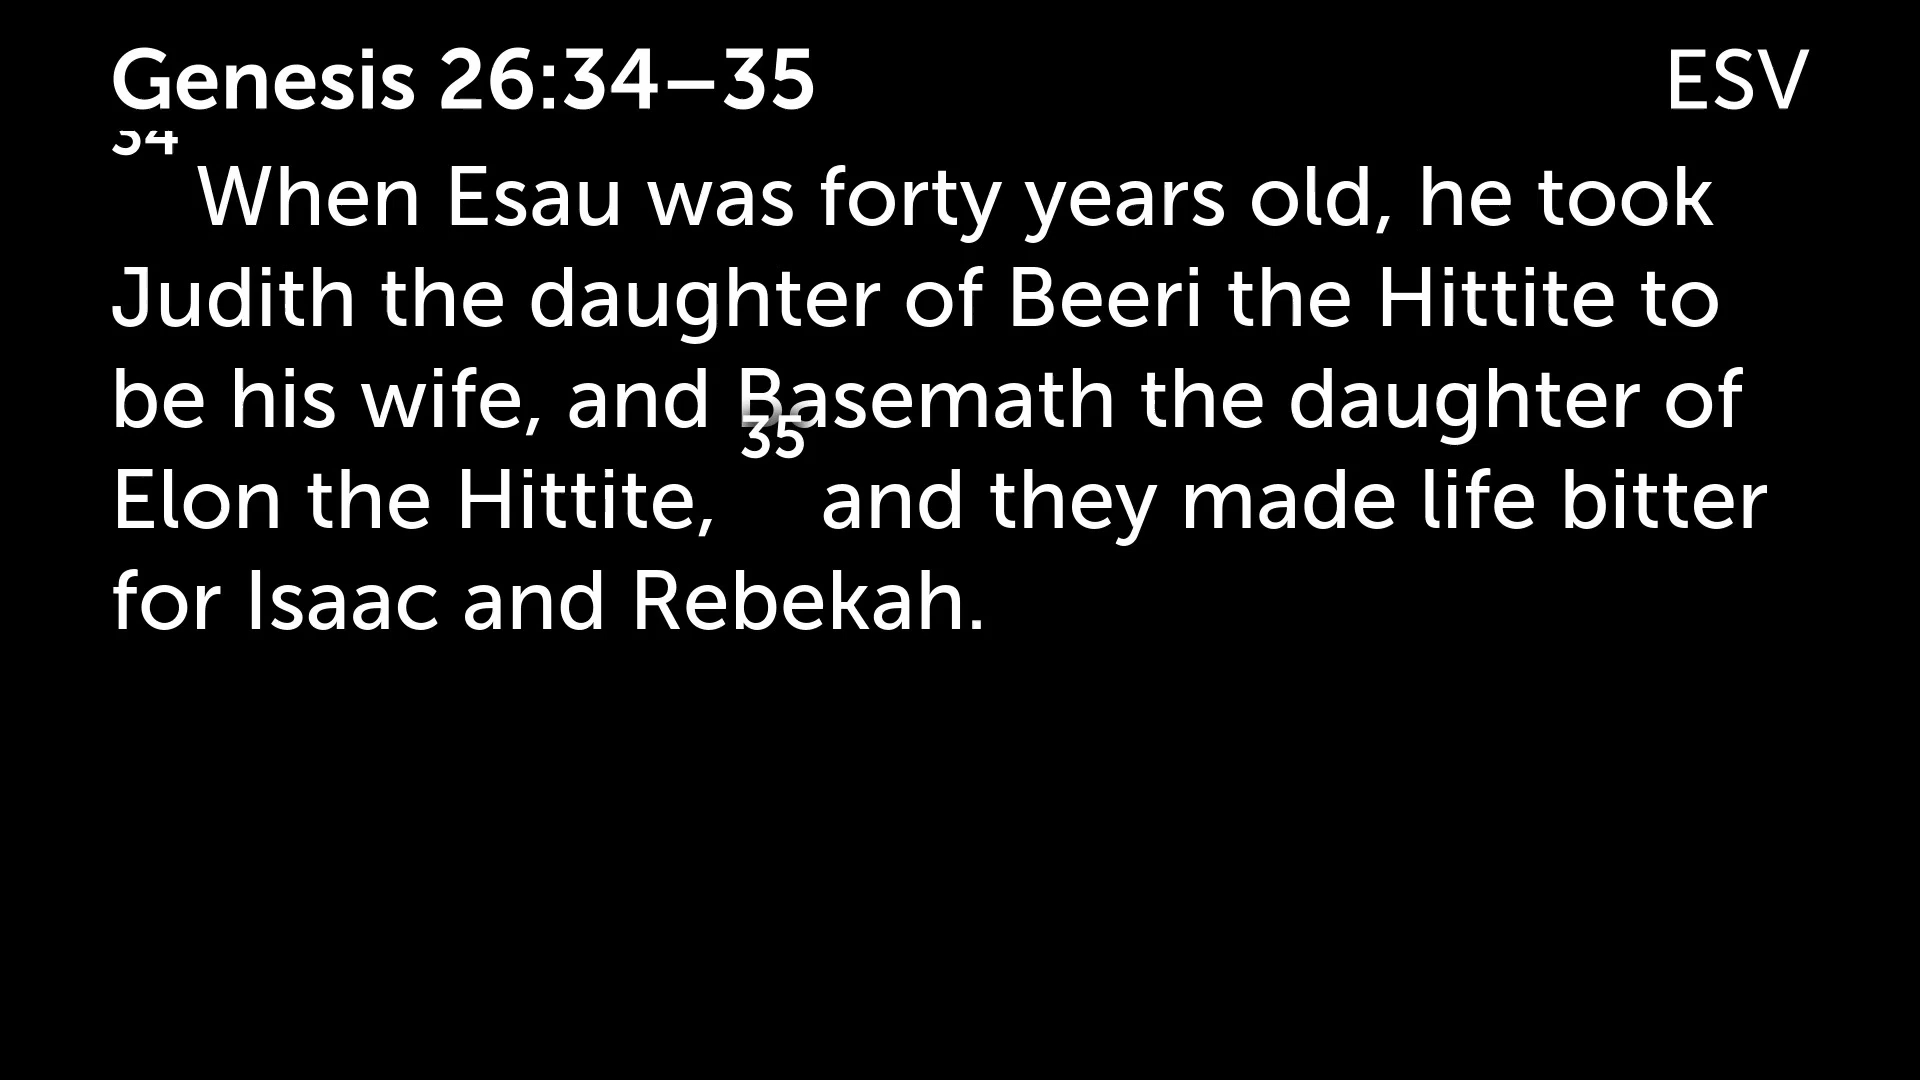 Genesis 26:34–35 ESV
34 When Esau was forty years old, he took
Judith the daughter of Beeri the Hittite to
be his wife, and Basemath the daughter of
Elon the Hittite, 35 and they made life bitter
for Isaac and Rebekah.